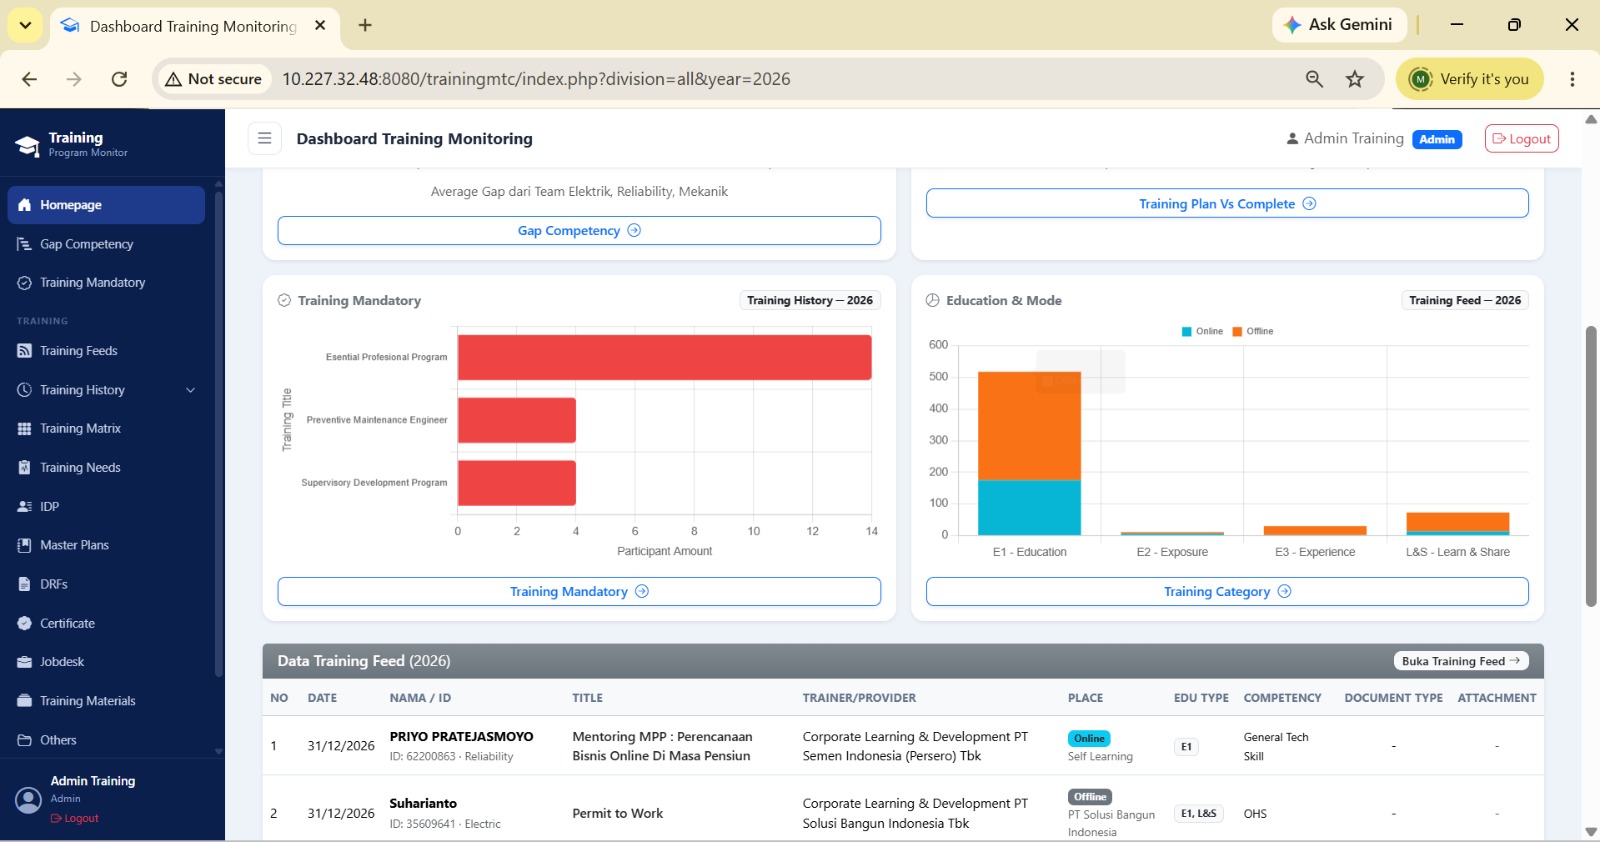 Dashboard Training Monitoring
Ask Gemini
Not secure
10.227.32.48:8080/trainingmtc/index.php?division=all&year=2026
M
Verify it's you
Training
Program Monitor
Homepage
Gap Competency
Training Mandatory
TRAINING
Training Feeds
Training History
Training Matrix
Training Needs
IDP
Master Plans
DRFs
Certificate
Jobdesk
Training Materials
Others
Admin Training
Admin
Logout
Dashboard Training Monitoring
Admin Training Admin
Logout
Average Gap dari Team Elektrik, Reliability, Mekanik
Gap Competency
Training Plan Vs Complete
Training Mandatory
Training History — 2026
Training Title
Esential Profesional Program
Preventive Maintenance Engineer
Supervisory Development Program
0 2 4 6 8 10 12 14
Participant Amount
Training Mandatory
Education & Mode
Training Feed — 2026
Online Offline
600
500
400
300
200
100
0
E1 - Education E2 - Exposure E3 - Experience L&S - Learn & Share
Training Category
Data Training Feed (2026)
Buka Training Feed →
NO DATE NAMA / ID TITLE TRAINER/PROVIDER PLACE EDU TYPE COMPETENCY DOCUMENT TYPE ATTACHMENT
1 31/12/2026
PRIYO PRATEJASMOYO
ID: 62200863 · Reliability
Mentoring MPP : Perencanaan
Bisnis Online Di Masa Pensiun
Corporate Learning & Development PT
Semen Indonesia (Persero) Tbk
Online
Self Learning
E1
General Tech
Skill
- -
2 31/12/2026
Suharianto
ID: 35609641 · Electric
Permit to Work
Corporate Learning & Development PT
Solusi Bangun Indonesia Tbk
Offline
PT Solusi Bangun
Indonesia
E1, L&S
OHS
- -